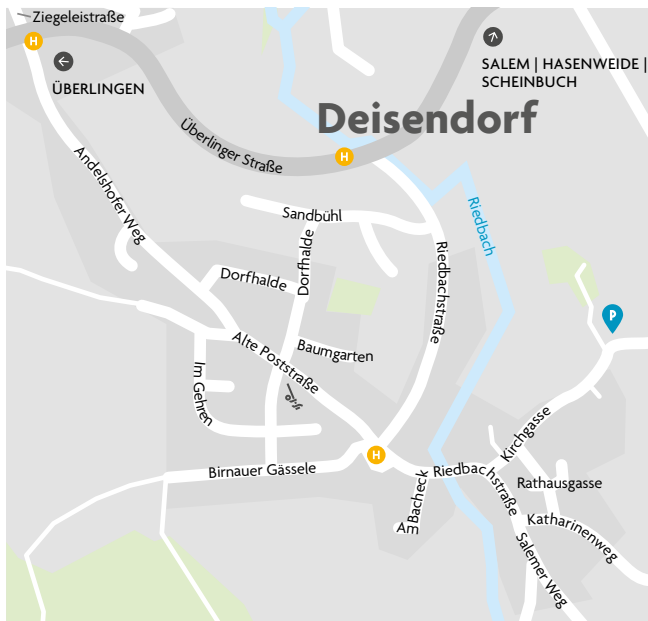 Ziegeleistraße
H
ÜBERLINGEN
SALEM | HASENWEIDE |
SCHEINBUCH
Deisendorf
Überlinger Straße
H
Andelshofer Weg
Riedbach
Sandbühl
Dorfhalde
Dorfhalde
Riedbachstraße
P
Baumgarten
Alte Poststraße
Im Gehren
Kirchgasse
H
Birnauer Gässele
Riedbachstraße
Rathausgasse
Am Bacheck
Katharinenweg
Salemer Weg